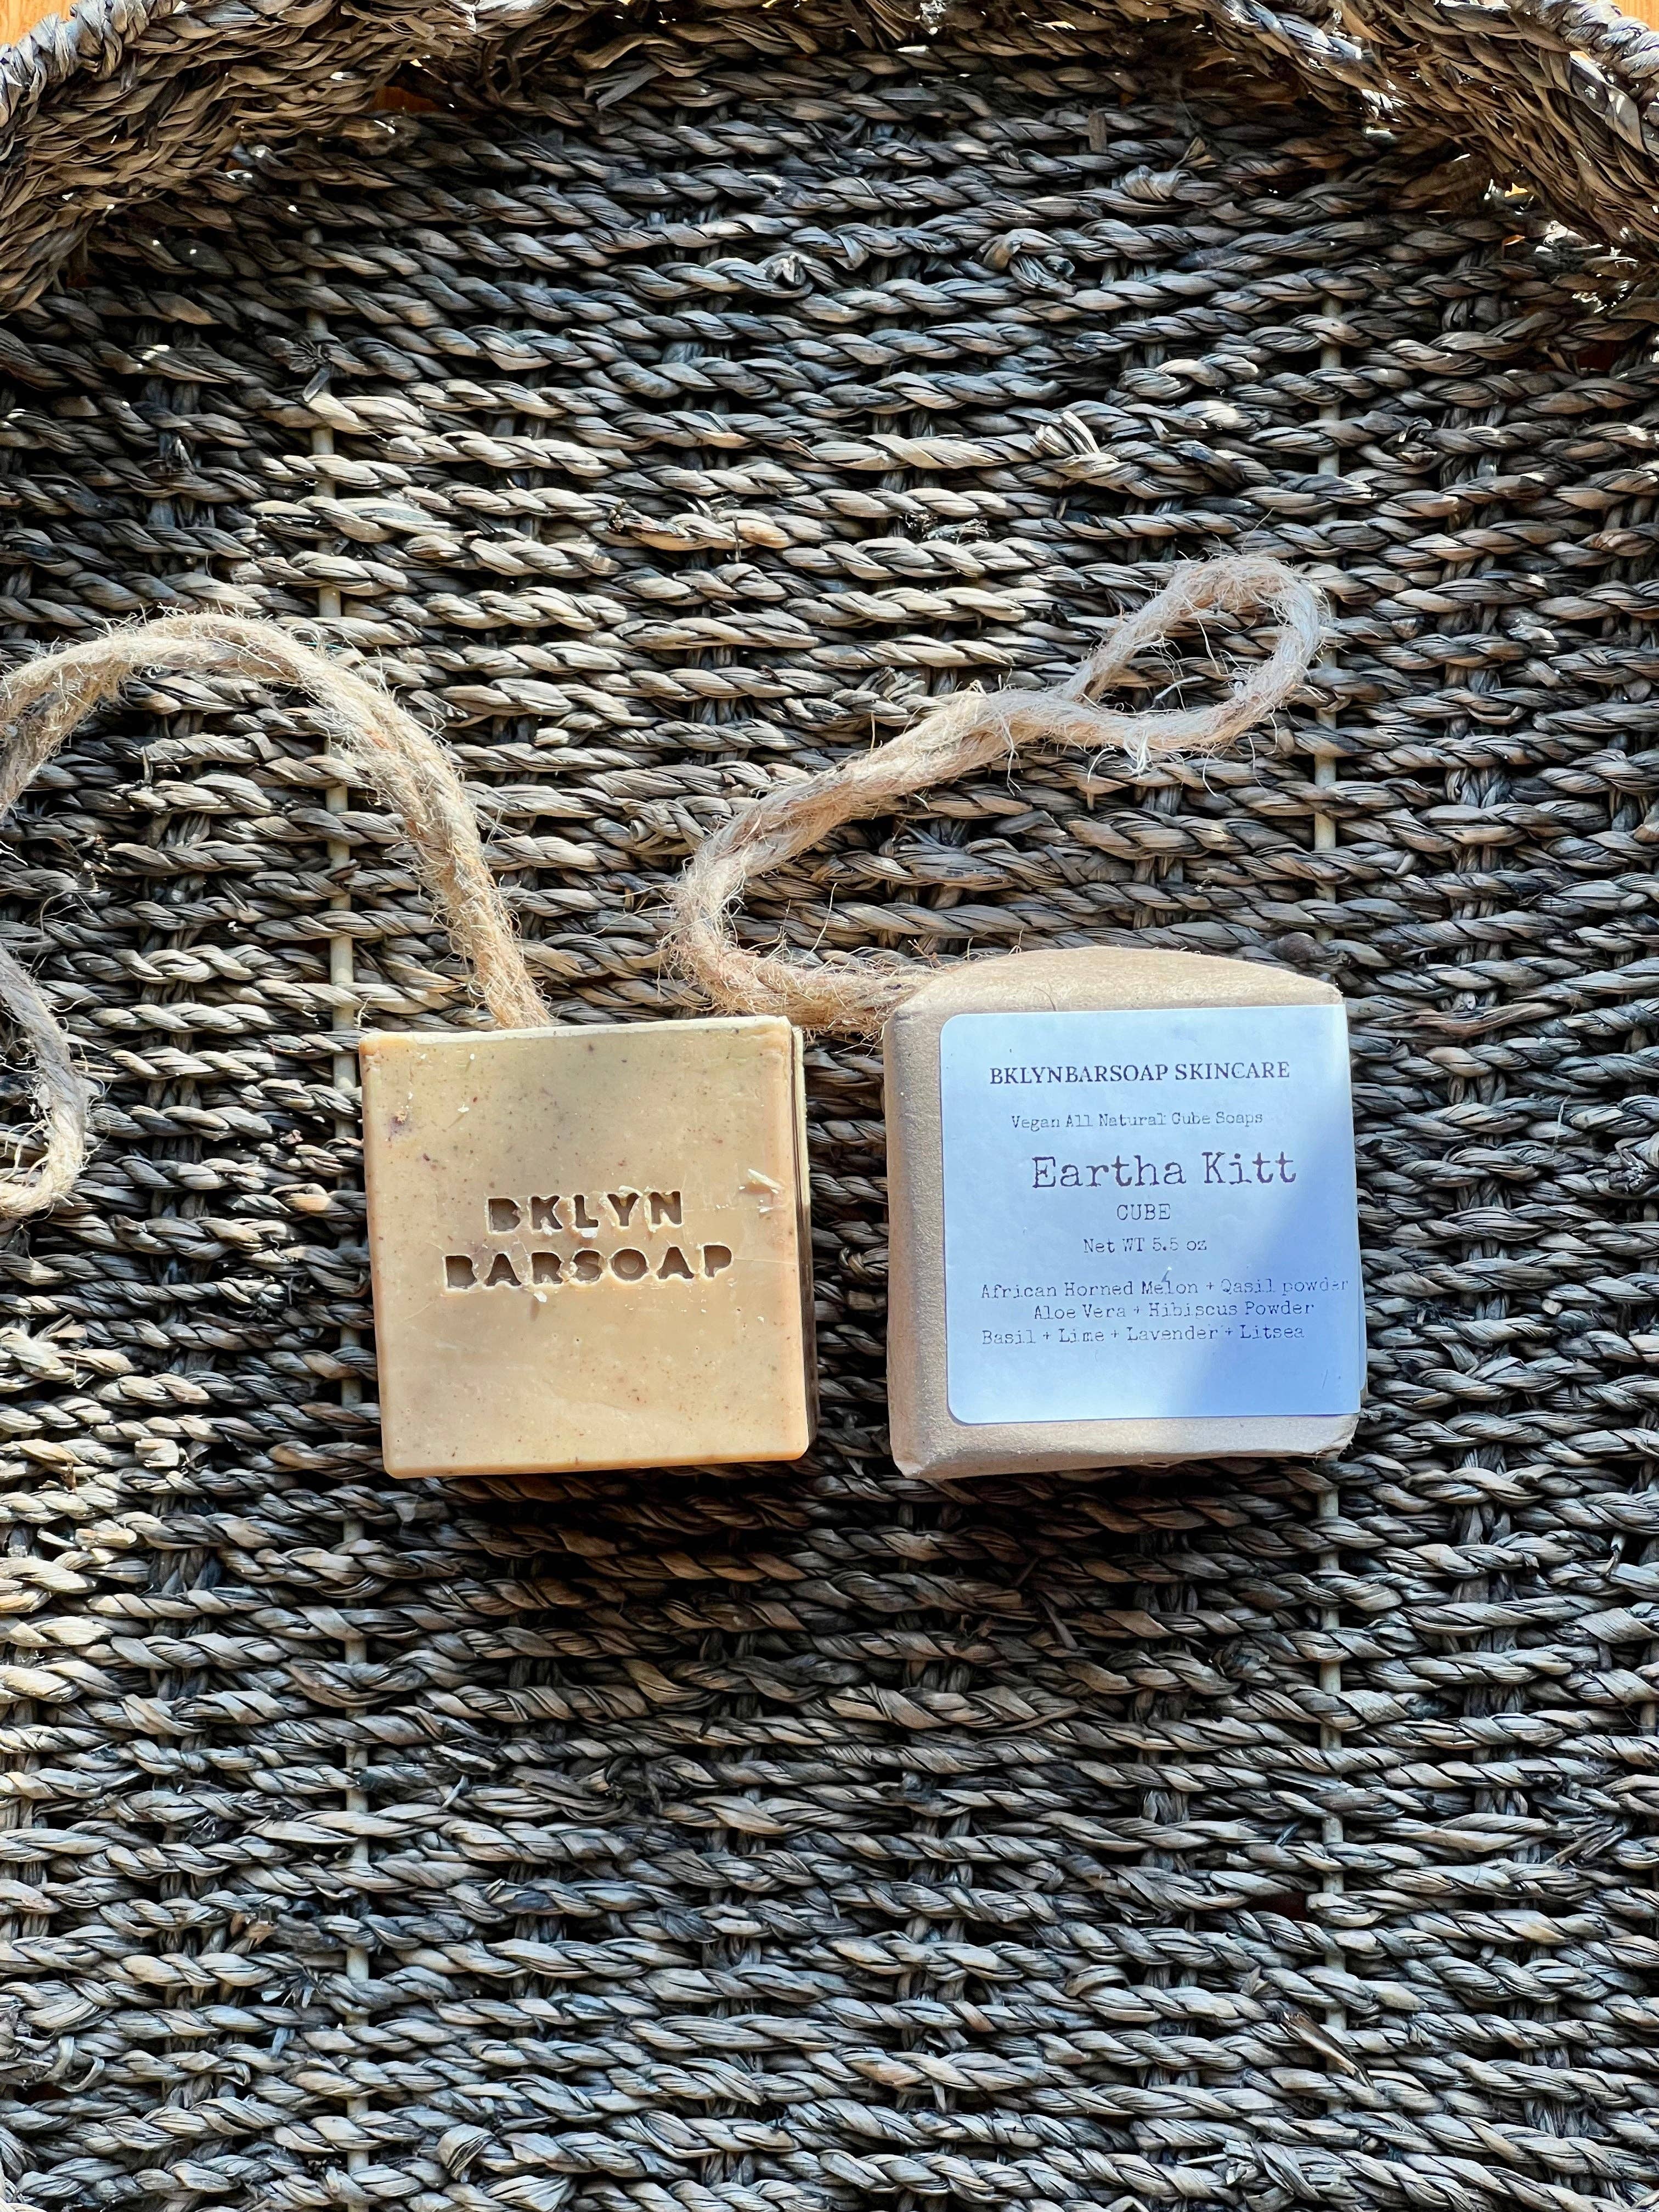 BKLYN
BARSOAP
BKLYNBARSOAP SKINCARE
Vegan All Natural Cube Soaps
Eartha Kitt
CUBE
Net WT 5.5 oz
African Horned Melon + Qasil powder
Aloe Vera + Hibiscus Powder
Basil + Lime + Lavender + Litsea